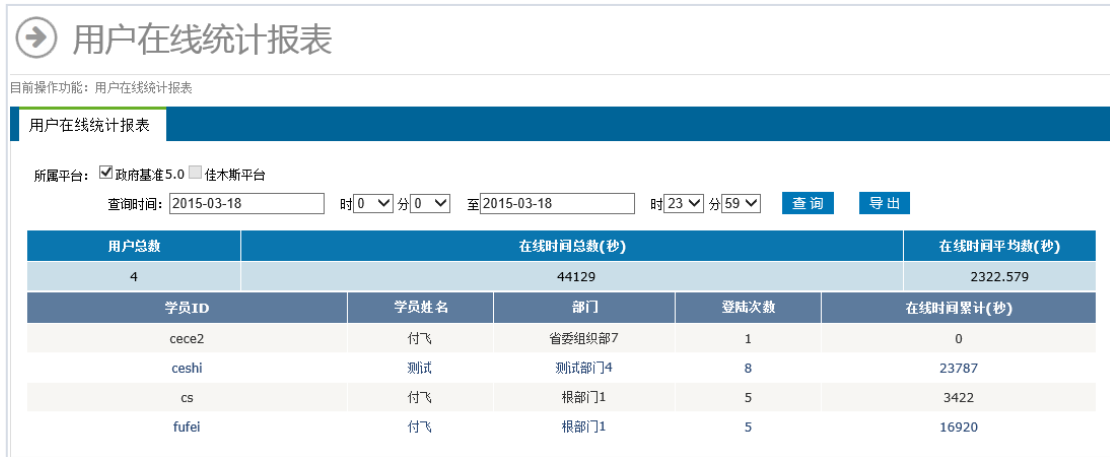 用户在线统计报表
目前操作功能：用户在线统计报表
用户在线统计报表
所属平台： 政府基准5.0 佳木斯平台
查询时间： 2015-03-18 时 0 分 0 至 2015-03-18 时 23 分 59 查 询 导 出
用户总数 在线时间总数(秒) 在线时间平均数(秒)
4 44129 2322.579
学员ID 学员姓名 部门 登陆次数 在线时间累计(秒)
cece2 付飞 省委组织部7 1 0
ceshi 测试 测试部门4 8 23787
cs 付飞 根部门1 5 3422
fufei 付飞 根部门1 5 16920